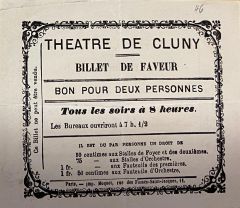 46
THEATRE DE CLUNY
BILLET DE FAVEUR
BON POUR DEUX PERSONNES
Tous les soirs à 8 heures.
Les Bureaux ouvriront à 7 h. 1/2
IL EST DU PAR PERSONNE UN DROIT DE
50 centimes aux Stalles de Foyer et des deuxièmes.
75 — aux Stalles d'Orchestre.
1 fr. — aux Fauteuils des premières.
1 fr. 50 centimes aux Fauteuils d'Orchestre.
Paris. — Imp. Moquet, rue des Fossés-Saint-Jacques, 11
Ce Billet ne peut être vendu.